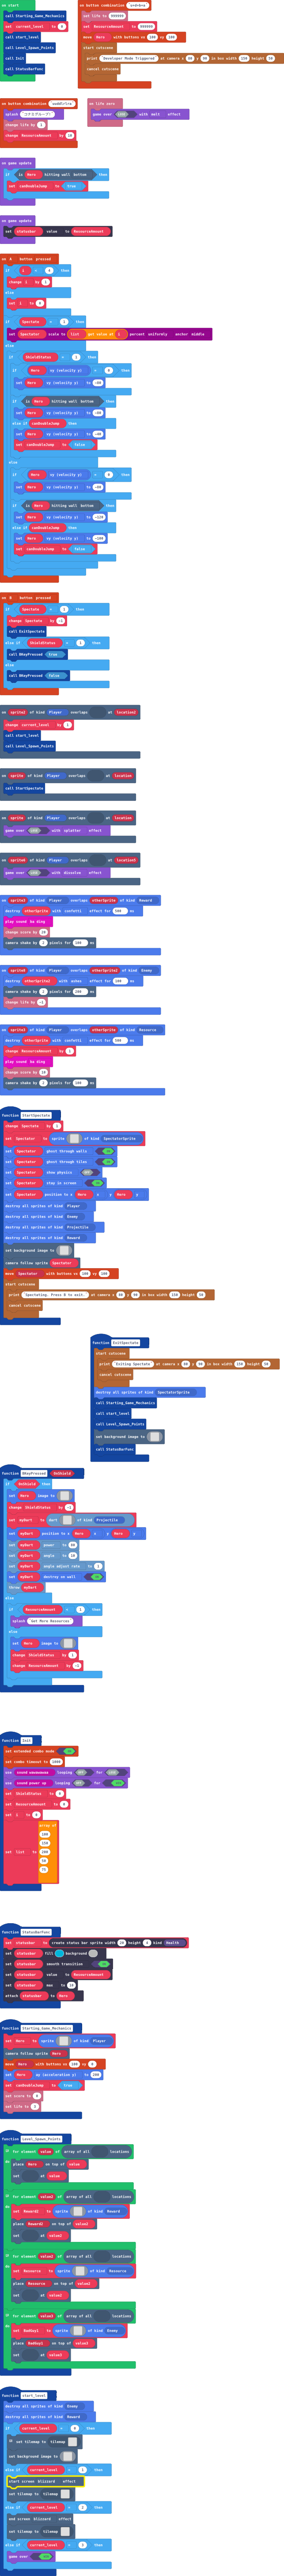 on start
call Starting_Game_Mechanics
set current_level to 0
call start_level
call Level_Spawn_Points
call Init
call StatusBarFunc
on button combination
set life to 999999
set ResourceAmount to 999999
move Hero with buttons vx 100 vy 100
start cutscene
print Developer Mode Triggered at camera x 80 y 90 in box width 150 height 50
cancel cutscene
on button combination
splash
change life by
change ResourceAmount by 10
on life zero
game over LOSE with melt effect
on game update
if is Hero hitting wall bottom then
set canDoubleJump to true
on game update
set statusbar value to ResourceAmount
on A button pressed
if i then
change i by 1
else
set i to 0
if Spectate = 1 then
set Spectator scale to list get value at i percent uniformly anchor middle
else
if ShieldStatus = 1 then
if Hero vy (velocity y) 0 then
set Hero vy (velocity y) to
if is Hero hitting wall bottom then
set Hero vy (velocity y) to
else if canDoubleJump then
set Hero vy (velocity y) to
set canDoubleJump to false
else
if Hero vy (velocity y) 0 then
set Hero vy (velocity y) to
if is Hero hitting wall bottom then
set Hero vy (velocity y) to
else if canDoubleJump then
set Hero vy (velocity y) to
set canDoubleJump to false
on B button pressed
if Spectate = 1 then
change Spectate by -1
call ExitSpectate
else if ShieldStatus = 1 then
call BKeyPressed true
else
call BKeyPressed false
on sprite2 of kind Player overlaps at location2
change current_level by 1
call start_level
call Level_Spawn_Points
on sprite of kind Player overlaps at location
call StartSpectate
on sprite of kind Player overlaps at location
game over LOSE with splatter effect
on sprite6 of kind Player overlaps at
game over LOSE with dissolve effect
on sprite3 of kind Player overlaps otherSprite of kind Reward
destroy otherSprite with confetti effect for 500 ms
play sound ba ding
change score by 10
camera shake by 2 pixels for 200 ms
on sprite4 of kind Player overlaps otherSprite2 of kind Enemy
destroy otherSprite2 with ashes effect for 100 ms
camera shake by 2 pixels for 200 ms
change life by -1
on sprite3 of kind Player overlaps otherSprite of kind Resource
destroy otherSprite with confetti effect for 500 ms
change ResourceAmount by 1
play sound ba ding
change score by 10
camera shake by 2 pixels for 200 ms
function StartSpectate
change Spectate by 1
set Spectator to sprite of kind SpectatorSprite
set Spectator ghost through walls ON
set Spectator ghost through tiles ON
set Spectator show physics OFF
set Spectator stay in screen ON
set Spectator position to x Hero x y Hero y
destroy all sprites of kind Player
destroy all sprites of kind Enemy
destroy all sprites of kind Projectile
destroy all sprites of kind Reward
set background image to
camera follow sprite Spectator
move Spectator with buttons vx 100 vy 100
start cutscene
print Spectating. Press B to exit. at camera x 80 y 90 in box width 150 height 50
cancel cutscene
function ExitSpectate
start cutscene
print Exiting Spectate at camera x 80 y 90 in box width 150 height 50
cancel cutscene
destroy all sprites of kind SpectatorSprite
call Starting_Game_Mechanics
call start_level
call Level_Spawn_Points
set background image to
call StatusBarFunc
function BKeyPressed OnShield
if OnShield then
set Hero image to
change ShieldStatus by -1
set myDart to dart of kind Projectile
set myDart position to x Hero x y Hero y
set myDart power to
set myDart angle to
set myDart angle adjust rate to
set myDart destroy on wall ON
throw myDart
else
if ResourceAmount 1 then
splash Get More Resources
else
set Hero image to
change ShieldStatus by 1
change ResourceAmount by -1
function Init
set extended combo mode ON
set combo timeout to 1000
use sound wawawawaa looping OFF for LOSE
use sound power up looping OFF for WIN
set ShieldStatus to 0
set ResourceAmount to 0
set i to 0
set list to array of
100
150
200
50
75
function StatusBarFunc
set statusbar to create status bar sprite width 20 height 4 kind Health
set statusbar fill background
set statusbar smooth transition ON
set statusbar value to ResourceAmount
set statusbar max to 10
attach statusbar to Hero
function Starting_Game_Mechanics
set Hero to sprite of kind Player
camera follow sprite Hero
move Hero with buttons vx 100 vy 0
set Hero ay (acceleration y) to
set canDoubleJump to True
set score to 0
set life to 3
function Level_Spawn_Points
for element value of array of all locations
do
place Hero on top of value
set at value
for element value2 of array of all locations
do
set Reward2 to sprite of kind Reward
place Reward2 on top of value2
set at value2
for element value2 of array of all locations
do
set Resource to sprite of kind Resource
place Resource on top of value2
set at value2
for element value3 of array of all locations
do
set BadGuy1 to sprite of kind Enemy
place BadGuy1 on top of value3
set at value3
function start_level
destroy all sprites of kind Enemy
destroy all sprites of kind Reward
if current_level = 0 then
set tilemap to tilemap
set background image to
else if current_level = 1 then
start screen blizzard effect
set tilemap to tilemap
else if current_level = 2 then
end screen blizzard effect
set tilemap to tilemap
else if current_level = 3 then
game over WIN